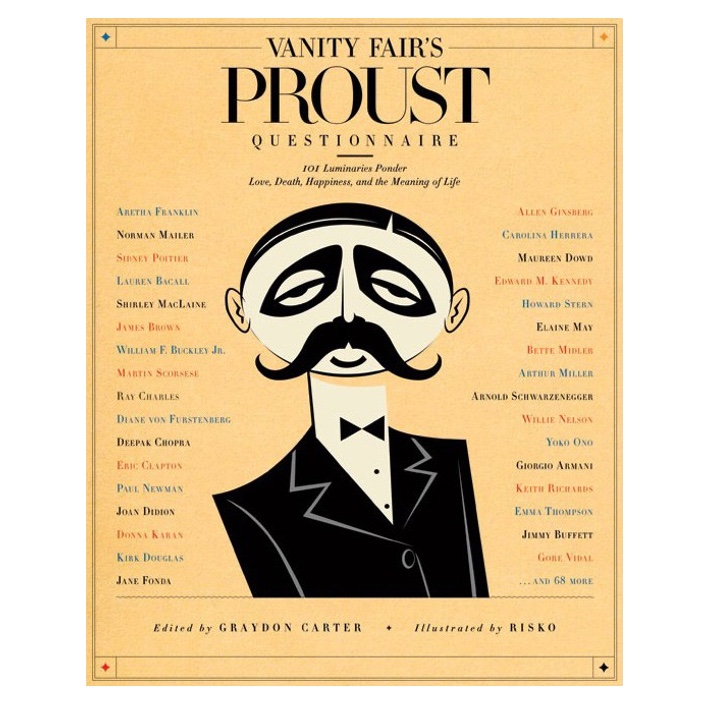 VANITY FAIR'S
PROUST
QUESTIONNAIRE
101 Luminaries Ponder
Love, Death, Happiness, and the Meaning of Life
ARETHA FRANKLIN
NORMAN MAILER
SIDNEY POITIER
LAUREN BACALL
SHIRLEY MACLAINE
JAMES BROWN
WILLIAM F. BUCKLEY JR.
MARTIN SCORSESE
RAY CHARLES
DIANE VON FURSTENBERG
DEEPAK CHOPRA
ERIC CLAPTON
PAUL NEWMAN
JOAN DIDION
DONNA KARAN
KIRK DOUGLAS
JANE FONDA
ALLEN GINSBERG
CAROLINA HERRERA
MAUREEN DOWD
EDWARD M. KENNEDY
HOWARD STERN
ELAINE MAY
BETTE MIDLER
ARTHUR MILLER
ARNOLD SCHWARZENEGGER
WILLIE NELSON
YOKO ONO
GIORGIO ARMANI
KEITH RICHARDS
EMMA THOMPSON
JIMMY BUFFETT
GORE VIDAL
...AND 68 MORE
Edited by GRAYDON CARTER ✦ Illustrated by RISKO